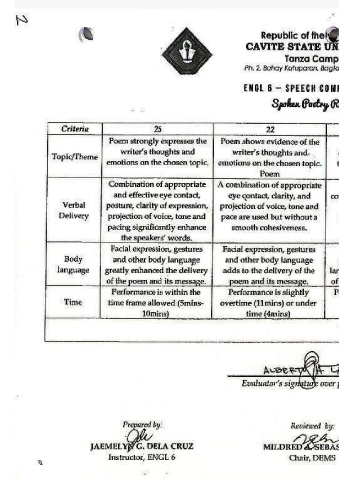 Republic of the
CAVITE STATE UN
Tanza Camp
Ph. 2, Bahay Katuparan, Bagta
ENGL 6 – SPEECH COM
Spoken Poetry R
Criteria
25
22
Topic/Theme
Poem strongly expresses the
writer's thoughts and
emotions on the chosen topic.
Poem shows evidence of the
writer's thoughts and
emotions on the chosen topic.
Poem
Verbal
Delivery
Combination of appropriate
and effective eye contact,
posture, clarity of expression,
projection of voice, tone and
pacing significantly enhance
the speakers' words.
A combination of appropriate
eye contact, clarity, and
projection of voice, tone and
pace are used but without a
smooth cohesiveness.
co
Body
language
Facial expression, gestures
and other body language
greatly enhanced the delivery
of the poem and its message.
Facial expression, gestures
and other body language
adds to the delivery of the
poem and its message.
lan
of
Time
Performance is within the
time frame allowed (5mins-
10mins)
Performance is slightly
overtime (11mins) or under
time (4mins)
Evaluator's signature over p
Prepared by:
JAEMELYN G. DELA CRUZ
Instructor, ENGL 6
Reviewed by:
MILDRED A. SEBAS
Chair, DEMS